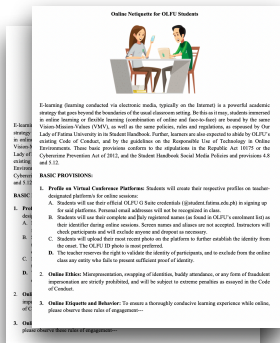 Online Netiquette for OLFU Students
E-learning (learning conducted via electronic media, typically on the Internet) is a powerful academic
strategy that goes beyond the boundaries of the usual classroom setting. Be this as it may, students immersed
in online learning or flexible learning (combination of online and face-to-face) are bound by the same
Vision-Mission-Values (VMV), as well as the same policies, rules and regulations, as espoused by Our
Lady of Fatima University in its Student Handbook. Further, learners are also expected to abide by OLFU's
existing Code of Conduct, and by the guidelines on the Responsible Use of Technology in Online
Environments. These basic provisions conform to the stipulations in the Republic Act 10175 or the
Cybercrime Prevention Act of 2012, and the Student Handbook Social Media Policies and provisions 4.8
and 5.12.
BASIC PROVISIONS:
1. Profile on Virtual Conference Platforms: Students will create their respective profiles on teacher-
designated platform/s for online sessions:
A. Students will use their official OLFU G Suite credentials (@student.fatima.edu.ph) in signing up
for said platforms. Personal email addresses will not be recognized in class.
B. Students will use their complete and duly registered names (as found in OLFU's enrolment list) as
their identifier during online sessions. Screen names and aliases are not accepted. Instructors will
check participants and will exclude anyone and dropout as necessary.
C. Students will upload their most recent photo on the platform to further establish the identity from
the onset. The OLFU ID photo is most preferred.
D. The teacher reserves the right to validate the identity of participants, and to exclude from the online
class any entity who fails to present sufficient proof of identity.
2. Online Ethics: Misrepresentation, swapping of identities, buddy attendance, or any form of fraudulent
impersonation are strictly prohibited, and will be subject to extreme penalties as assayed in the Code
of Conduct.
3. Online Etiquette and Behavior: To ensure a thoroughly conducive learning experience while online,
please observe these rules of engagement—
please observe these rules of engagement—